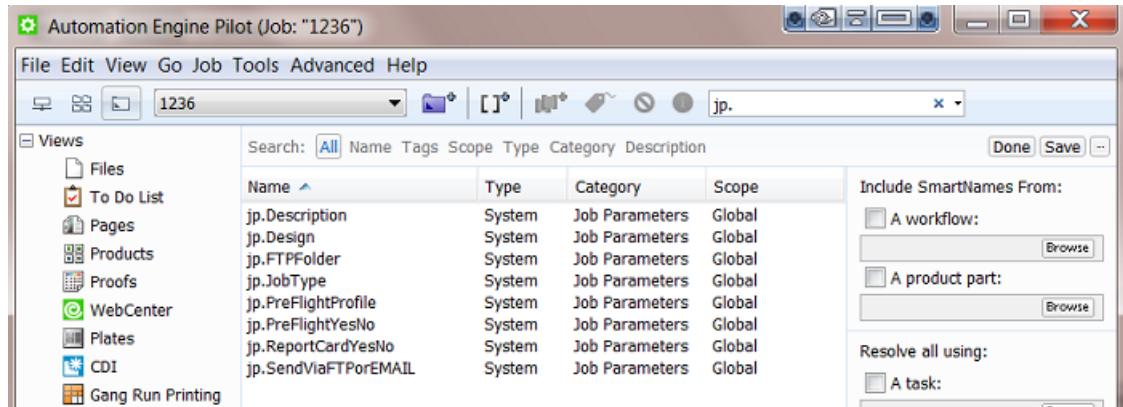 Automation Engine Pilot (Job: "1236")
File Edit View Go Job Tools Advanced Help
1236
jp.
Views
Files
To Do List
Pages
Products
Proofs
WebCenter
Plates
CDI
Gang Run Printing
Search: All Name Tags Scope Type Category Description
Done Save
Name Type Category Scope
jp.Description System Job Parameters Global
jp.Design System Job Parameters Global
jp.FTPFolder System Job Parameters Global
jp.JobType System Job Parameters Global
jp.PreFlightProfile System Job Parameters Global
jp.PreFlightYesNo System Job Parameters Global
jp.ReportCardYesNo System Job Parameters Global
jp.SendViaFTPorEMAIL System Job Parameters Global
Include SmartNames From:
A workflow:
Browse
A product part:
Browse
Resolve all using:
A task: